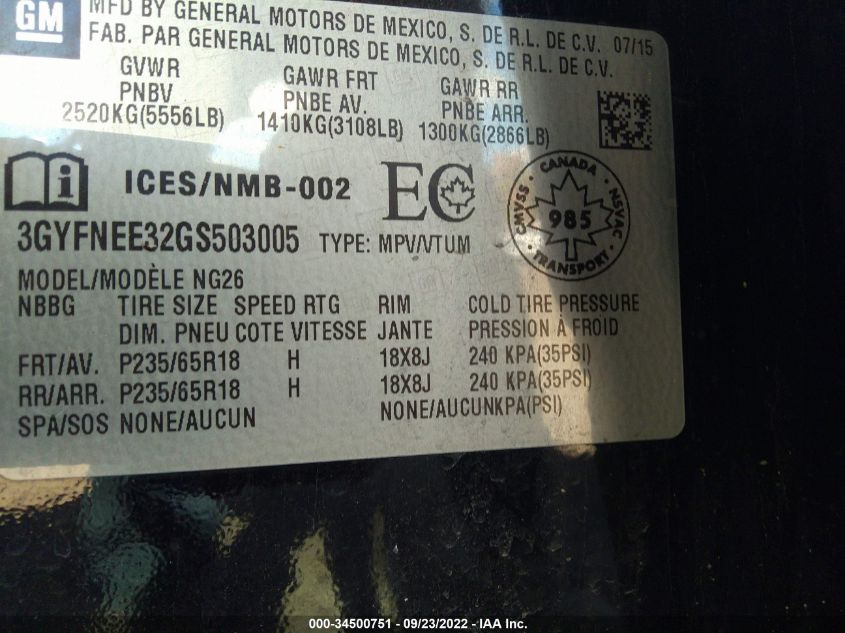 GM
MFD BY GENERAL MOTORS DE MEXICO, S. DE R.L. DE C.V. 07/15
FAB. PAR GENERAL MOTORS DE MEXICO, S. DE R.L. DE C.V.
GVWR GAWR FRT GAWR RR
PNBV PNBE AV. PNBE ARR.
2520KG(5556LB) 1410KG(3108LB) 1300KG(2866LB)
i ICES/NMB-002 EC CANADA CMVSS NSVAC 985 TRANSPORT
3GYFNEE32GS503005 TYPE: MPV/VTUM
MODEL/MODÈLE NG26
NBBG TIRE SIZE SPEED RTG RIM COLD TIRE PRESSURE
DIM. PNEU COTE VITESSE JANTE PRESSION À FROID
FRT/AV. P235/65R18 H 18X8J 240 KPA(35PSI)
RR/ARR. P235/65R18 H 18X8J 240 KPA(35PSI)
SPA/SOS NONE/AUCUN NONE/AUCUNKPA(PSI)
000-34500751 - 09/23/2022 - IAA Inc.